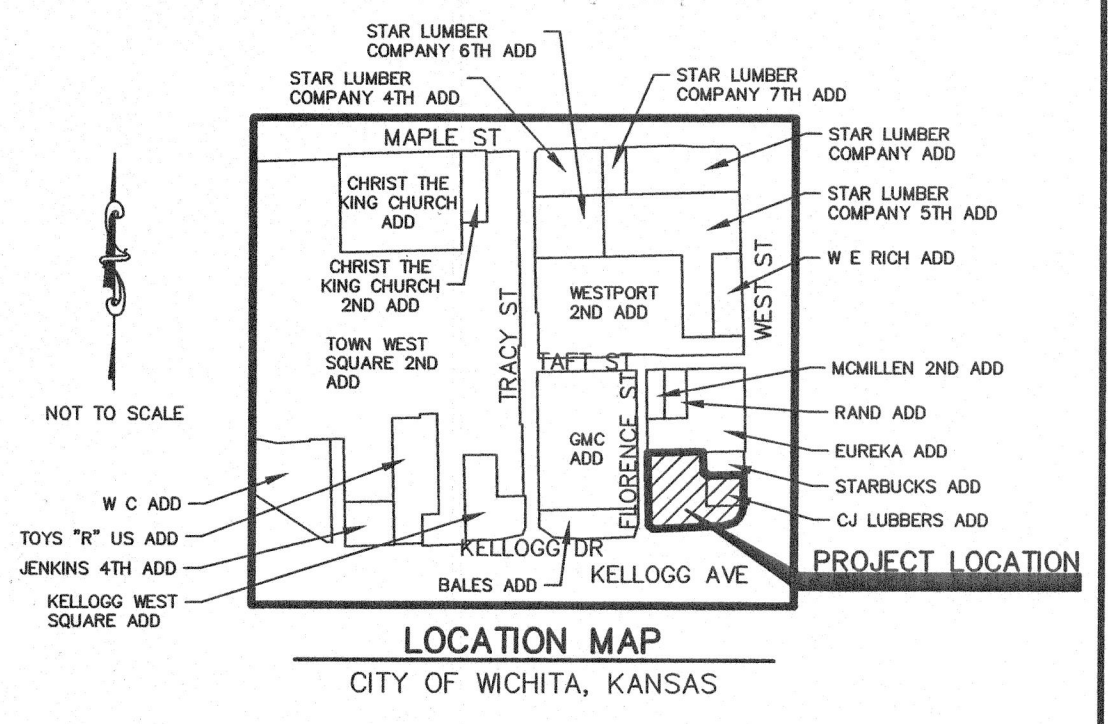 STAR LUMBER
COMPANY 6TH ADD
STAR LUMBER
COMPANY 4TH ADD
STAR LUMBER
COMPANY 7TH ADD
MAPLE ST
STAR LUMBER
COMPANY ADD
CHRIST THE
KING CHURCH
ADD
STAR LUMBER
COMPANY 5TH ADD
W E RICH ADD
CHRIST THE
KING CHURCH
2ND ADD
WESTPORT
2ND ADD
WEST ST
TRACY ST
TOWN WEST
SQUARE 2ND
ADD
TAFT ST
MCMILLEN 2ND ADD
NOT TO SCALE
RAND ADD
FLORENCE ST
GMC
ADD
EUREKA ADD
STARBUCKS ADD
W C ADD
CJ LUBBERS ADD
TOYS "R" US ADD
KELLOGG DR
JENKINS 4TH ADD
PROJECT LOCATION
KELLOGG AVE
BALES ADD
KELLOGG WEST
SQUARE ADD
LOCATION MAP
CITY OF WICHITA, KANSAS